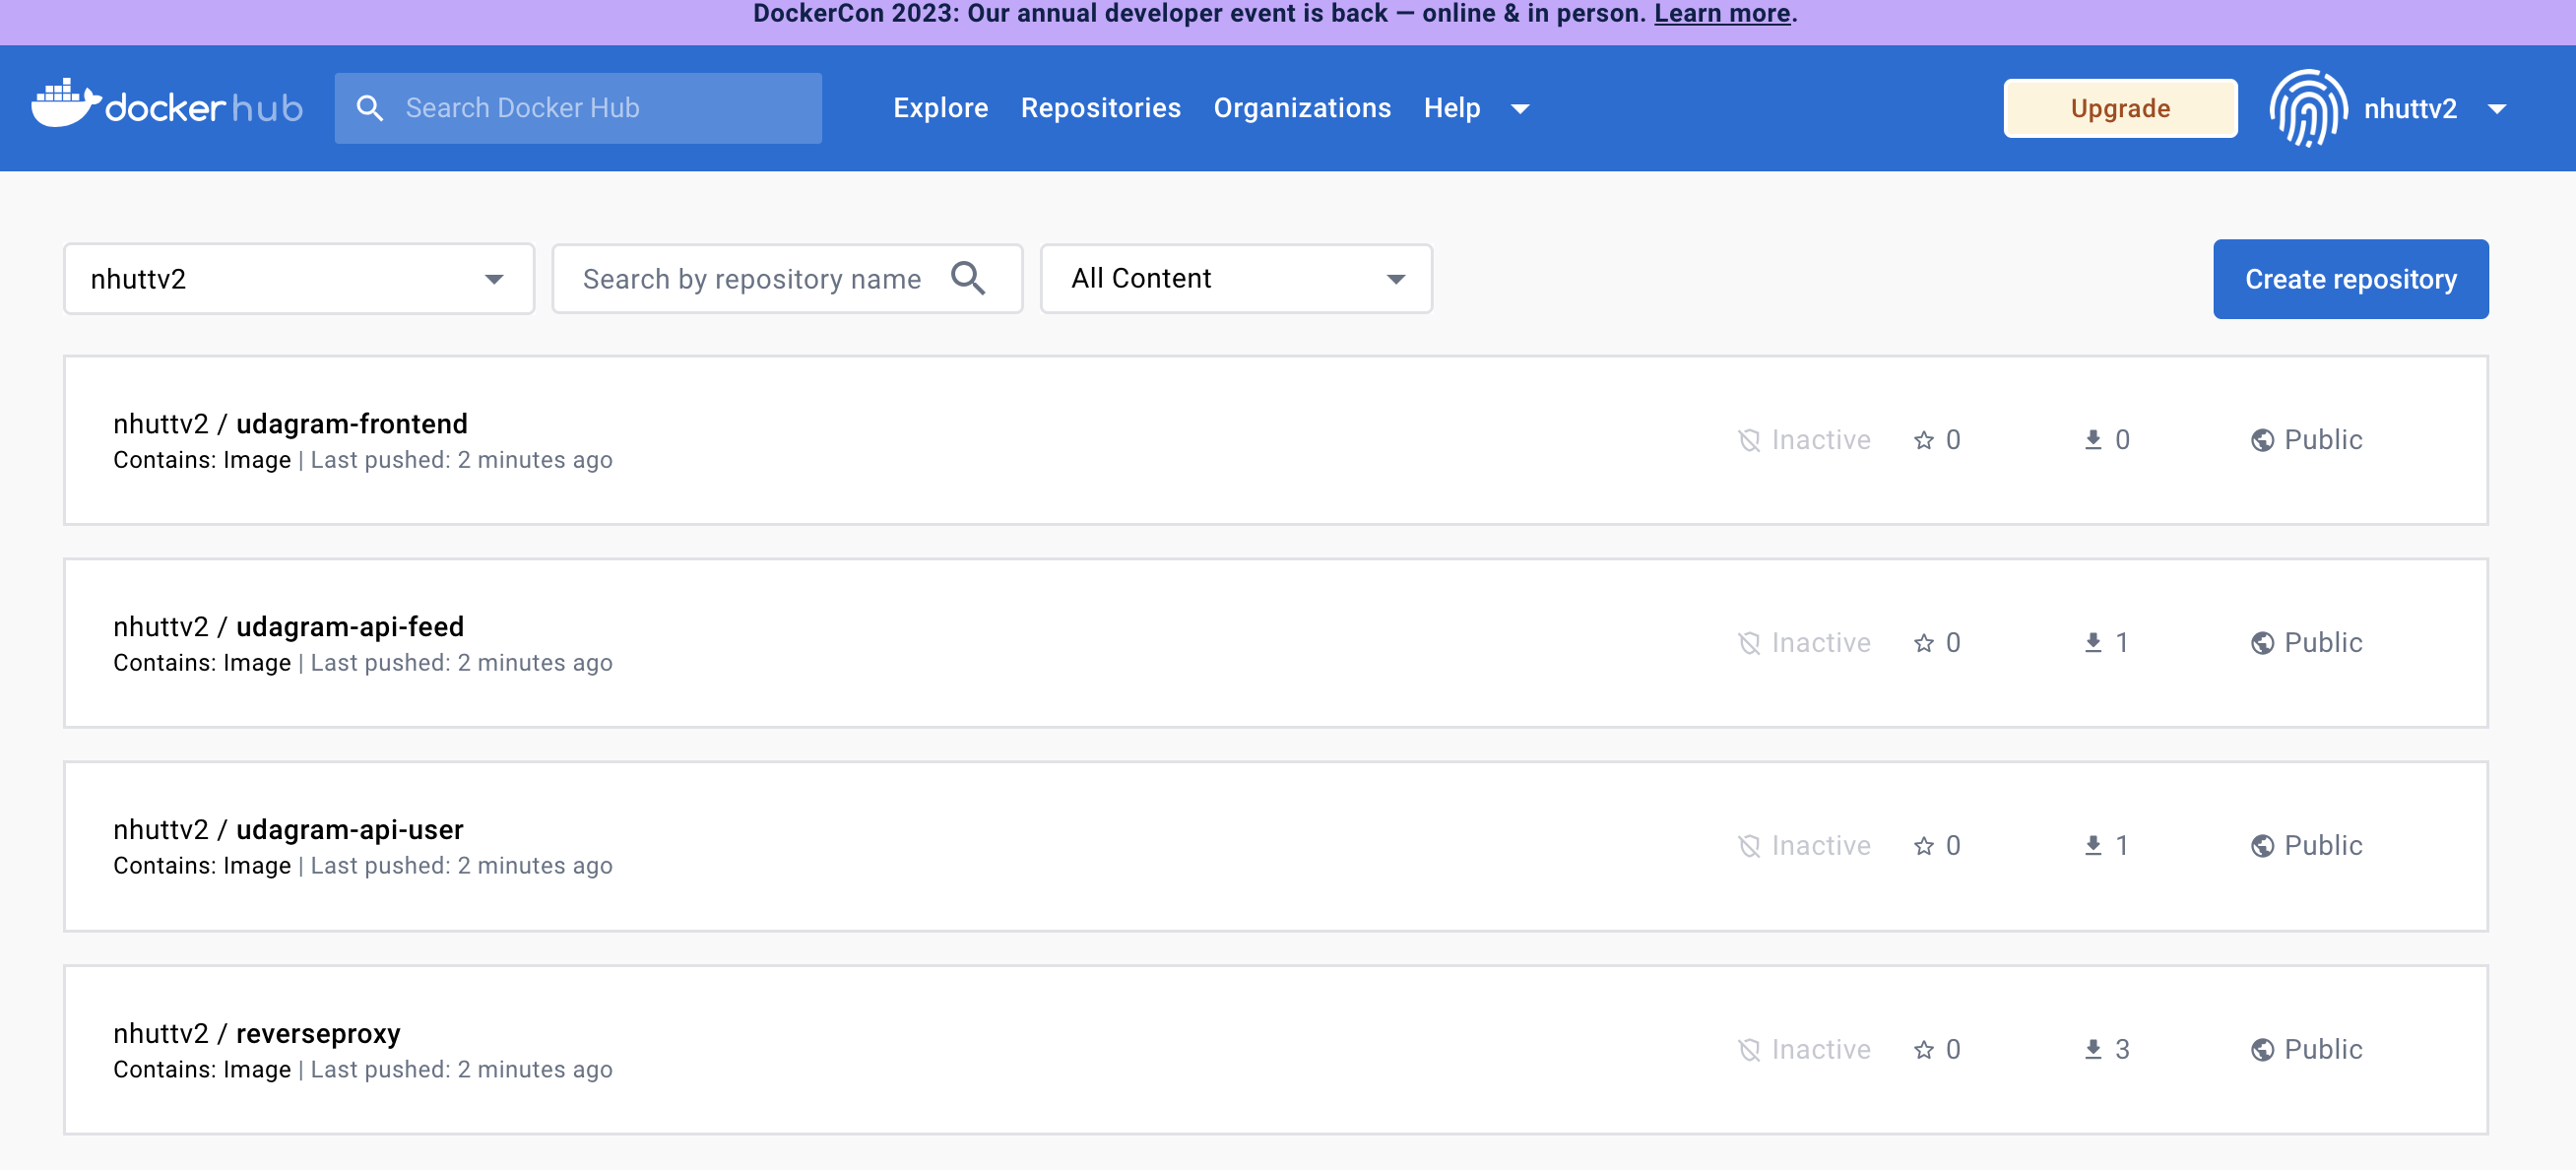 DockerCon 2023: Our annual developer event is back — online & in person. Learn more.
dockerhub
Search Docker Hub
Explore Repositories Organizations Help
Upgrade
nhuttv2
nhuttv2
Search by repository name
All Content
Create repository
nhuttv2 / udagram-frontend
Contains: Image | Last pushed: 2 minutes ago
Inactive 0 0 Public
nhuttv2 / udagram-api-feed
Contains: Image | Last pushed: 2 minutes ago
Inactive 0 1 Public
nhuttv2 / udagram-api-user
Contains: Image | Last pushed: 2 minutes ago
Inactive 0 1 Public
nhuttv2 / reverseproxy
Contains: Image | Last pushed: 2 minutes ago
Inactive 0 3 Public